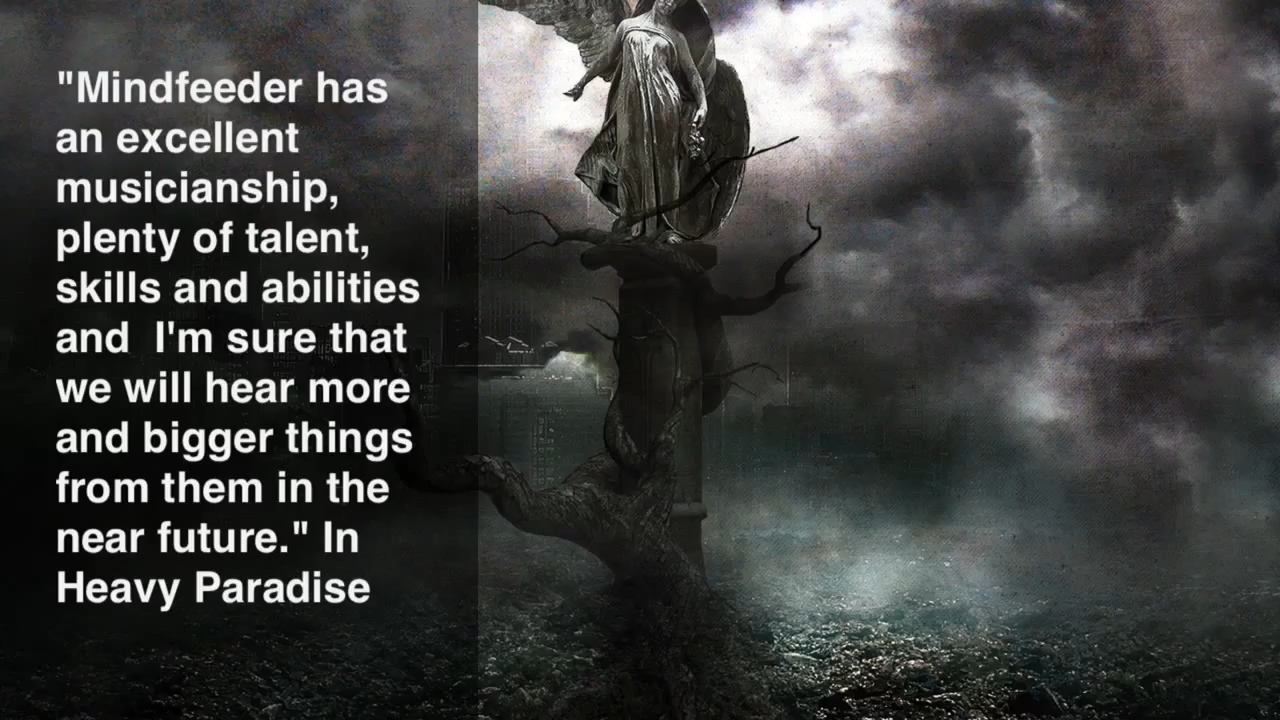 "Mindfeeder has
an excellent
musicianship,
plenty of talent,
skills and abilities
and  I'm sure that
we will hear more
and bigger things
from them in the
near future." In
Heavy Paradise